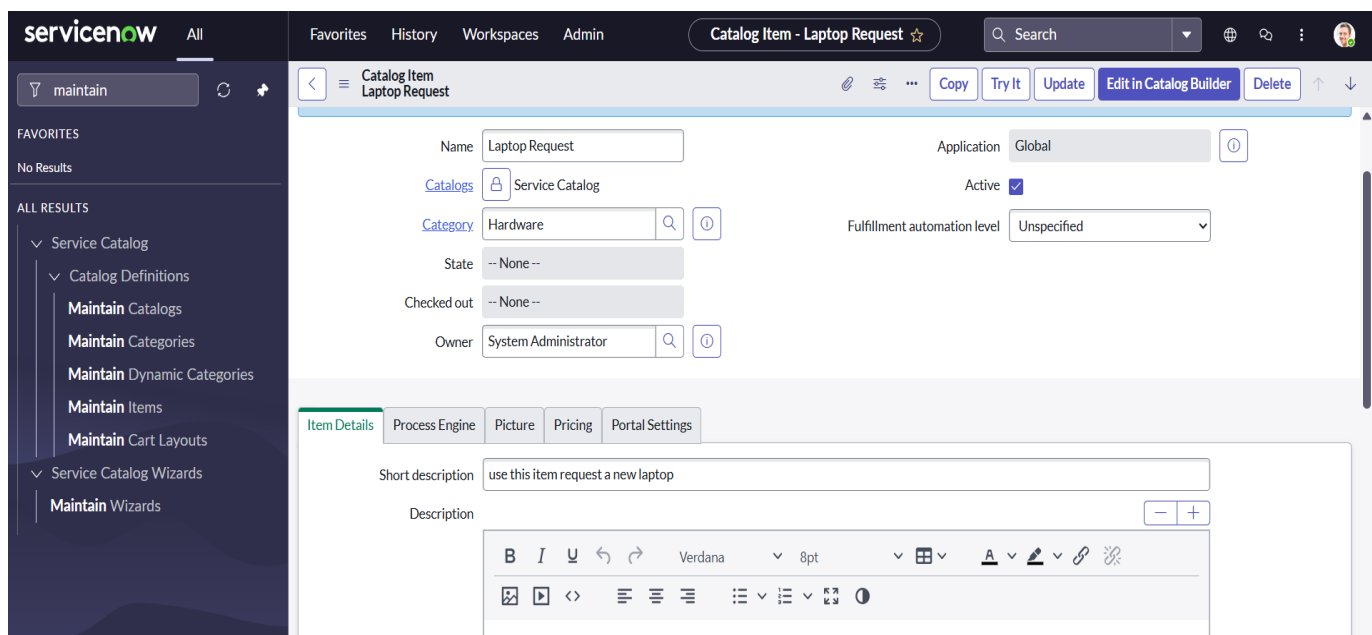 servicenow All Favorites History Workspaces Admin Catalog Item - Laptop Request Search
maintain
FAVORITES
No Results
ALL RESULTS
Service Catalog
Catalog Definitions
Maintain Catalogs
Maintain Categories
Maintain Dynamic Categories
Maintain Items
Maintain Cart Layouts
Service Catalog Wizards
Maintain Wizards
Catalog Item
Laptop Request
Copy Try It Update Edit in Catalog Builder Delete
Name Laptop Request Application Global
Catalogs Service Catalog Active
Category Hardware Fulfillment automation level Unspecified
State -- None --
Checked out -- None --
Owner System Administrator
Item Details Process Engine Picture Pricing Portal Settings
Short description use this item request a new laptop
Description
B I U Verdana 8pt A